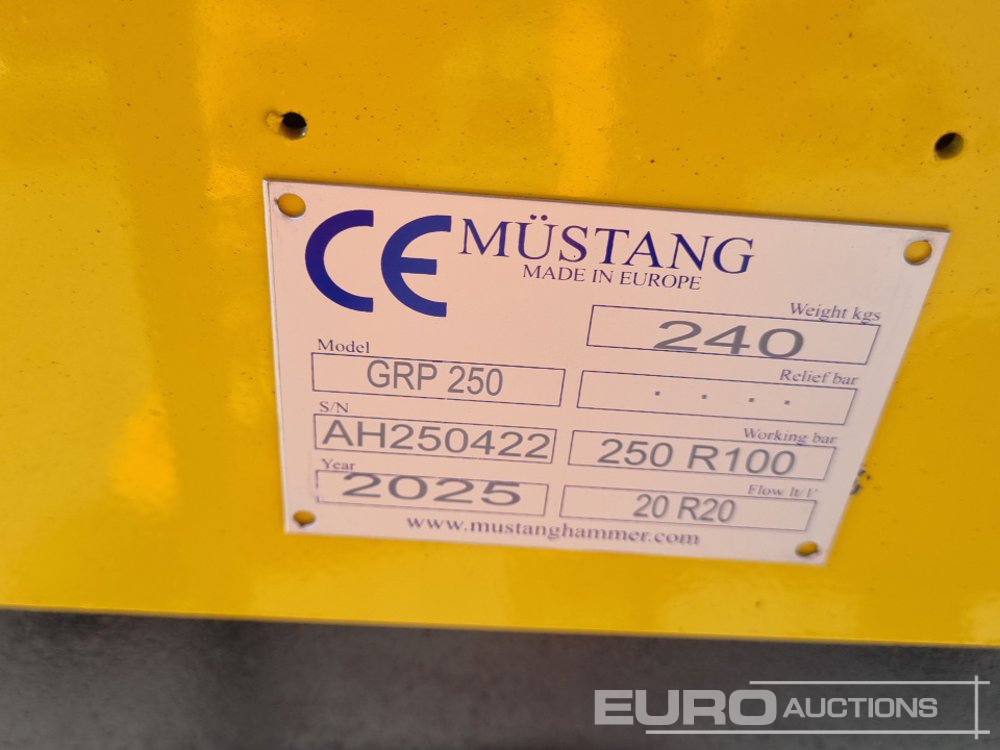 CE MÜSTANG
MADE IN EUROPE
Weight kgs
240
Model
GRP 250
Relief bar
. . . .
S/N
AH250422
Working bar
250 R100
Year
2025
Flow lt/1'
20 R20
www.mustanghammer.com
EURO AUCTIONS